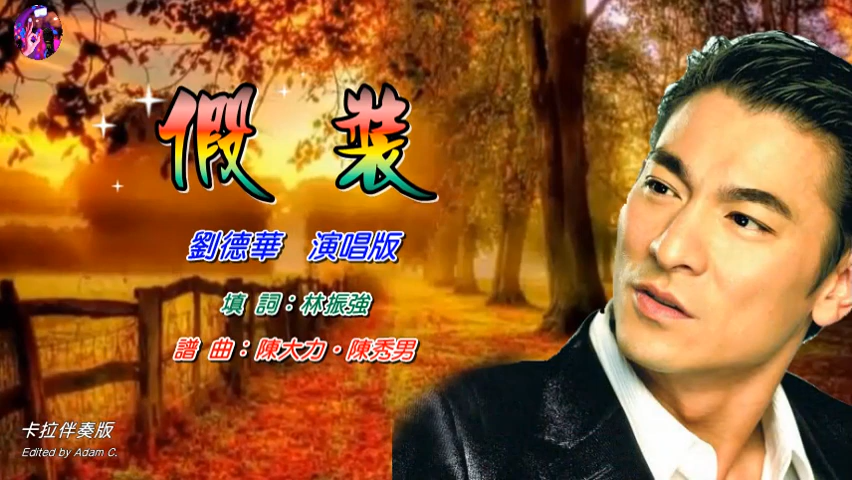 假 裝
劉德華 演唱版
填 詞：林振強
譜 曲：陳大力·陳秀男
卡拉伴奏版
Edited by Adam C.